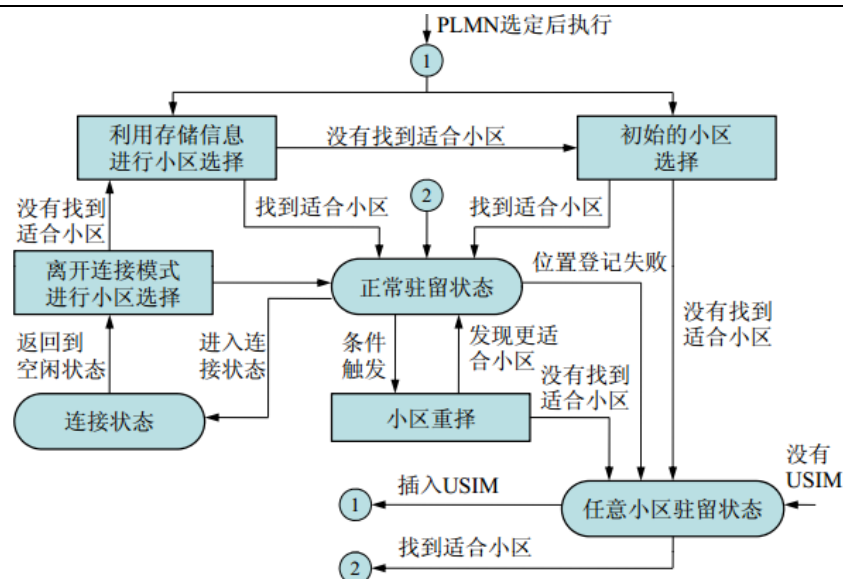 PLMN选定后执行
1
利用存储信息
进行小区选择
没有找到适合小区
初始的小区
选择
没有找到
适合小区
找到适合小区
2
找到适合小区
离开连接模式
进行小区选择
正常驻留状态
位置登记失败
没有找到
适合小区
返回到
空闲状态
进入连
接状态
条件
触发
发现更适
合小区
没有找到
适合小区
连接状态
小区重择
没有
USIM
1
插入USIM
任意小区驻留状态
找到适合小区
2